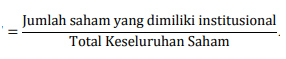 = Jumlah saham yang dimiliki institusional
Total Keseluruhan Saham.